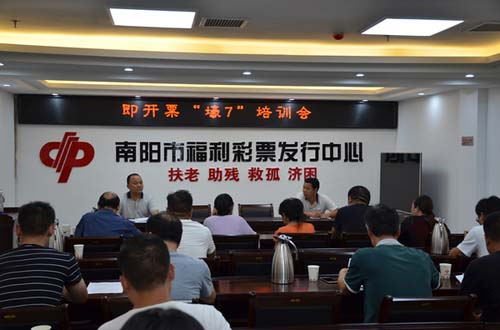 即开票“壕7”培训会
南阳市福利彩票发行中心
扶老 助残 救孤 济困